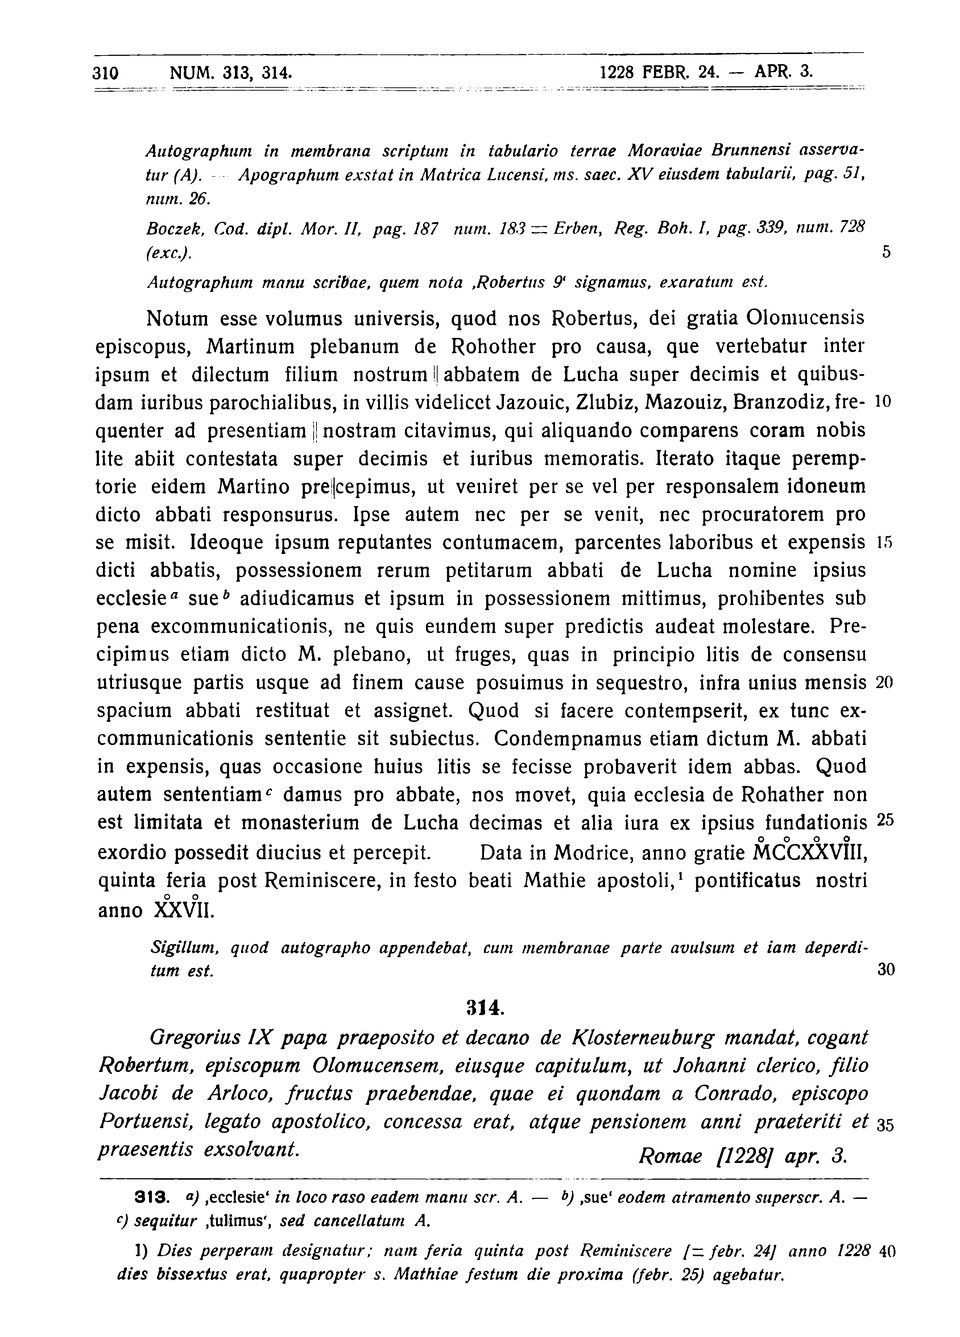 310 NUM. 313, 314. 1228 FEBR. 24. — APR. 3.
Autographum in membrana scriptum in tabulario terrae Moraviae Brunnensi asserva-
tur (A). — Apographum exstat in Matrica Lucensi, ms. saec. XV eiusdem tabularii, pag. 51,
num. 26.
Boczek, Cod. dipl. Mor. II, pag. 187 num. 183 = Erben, Reg. Boh. I, pag. 339, num. 728
(exc.). 5
Autographum manu scribae, quem nota ‚Robertus 9‘ signamus, exaratum est.
Notum esse volumus universis, quod nos Robertus, dei gratia Olomucensis
episcopus, Martinum plebanum de Rohother pro causa, que vertebatur inter
ipsum et dilectum filium nostrum || abbatem de Lucha super decimis et quibus-
dam iuribus parochialibus, in villis videlicet Jazouic, Zlubiz, Mazouiz, Branzodiz, fre- 10
quenter ad presentiam || nostram citavimus, qui aliquando comparens coram nobis
lite abiit contestata super decimis et iuribus memoratis. Iterato itaque peremp-
torie eidem Martino pre||cepimus, ut veniret per se vel per responsalem idoneum
dicto abbati responsurus. Ipse autem nec per se venit, nec procuratorem pro
se misit. Ideoque ipsum reputantes contumacem, parcentes laboribus et expensis 15
dicti abbatis, possessionem rerum petitarum abbati de Lucha nomine ipsius
ecclesie a sue b adiudicamus et ipsum in possessionem mittimus, prohibentes sub
pena excommunicationis, ne quis eundem super predictis audeat molestare. Pre-
cipimus etiam dicto M. plebano, ut fruges, quas in principio litis de consensu
utriusque partis usque ad finem cause posuimus in sequestro, infra unius mensis 20
spacium abbati restituat et assignet. Quod si facere contempserit, ex tunc ex-
communicationis sententie sit subiectus. Condempnamus etiam dictum M. abbati
in expensis, quas occasione huius litis se fecisse probaverit idem abbas. Quod
autem sententiam c damus pro abbate, nos movet, quia ecclesia de Rohather non
est limitata et monasterium de Lucha decimas et alia iura ex ipsius fundationis 25
exordio possedit diucius et percepit. Data in Modrice, anno gratie M̊CC̊XX̊VI̊II,
quinta feria post Reminiscere, in festo beati Mathie apostoli,¹ pontificatus nostri
anno X̊XV̊II.
Sigillum, quod autographo appendebat, cum membranae parte avulsum et iam deperdi-
tum est. 30
314.
Gregorius IX papa praeposito et decano de Klosterneuburg mandat, cogant
Robertum, episcopum Olomucensem, eiusque capitulum, ut Johanni clerico, filio
Jacobi de Arloco, fructus praebendae, quae ei quondam a Conrado, episcopo
Portuensi, legato apostolico, concessa erat, atque pensionem anni praeteriti et 35
praesentis exsolvant. Romae [1228] apr. 3.
313. a) ‚ecclesie‘ in loco raso eadem manu scr. A. — b) ‚sue‘ eodem atramento superscr. A. —
c) sequitur ‚tulimus‘, sed cancellatum A.
1) Dies perperam designatur; nam feria quinta post Reminiscere [= febr. 24] anno 1228 40
dies bissextus erat, quapropter s. Mathiae festum die proxima (febr. 25) agebatur.